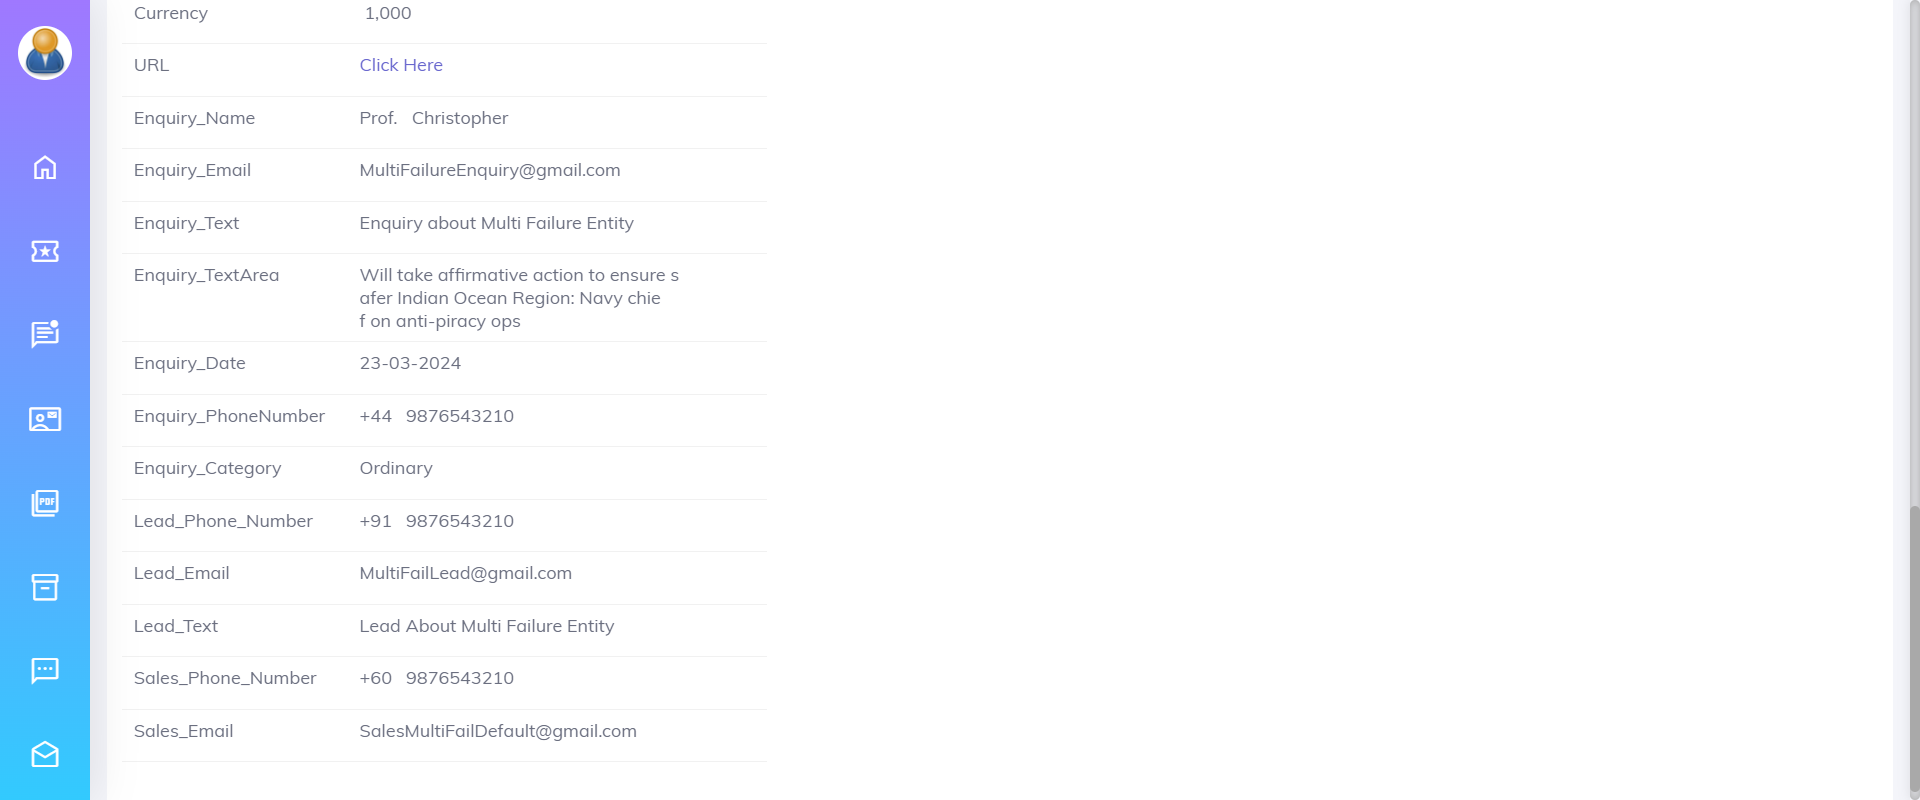 Currency 1,000
URL Click Here
Enquiry_Name Prof. Christopher
Enquiry_Email MultiFailureEnquiry@gmail.com
Enquiry_Text Enquiry about Multi Failure Entity
Enquiry_TextArea Will take affirmative action to ensure s
afer Indian Ocean Region: Navy chie
f on anti-piracy ops
Enquiry_Date 23-03-2024
Enquiry_PhoneNumber +44 9876543210
Enquiry_Category Ordinary
Lead_Phone_Number +91 9876543210
Lead_Email MultiFailLead@gmail.com
Lead_Text Lead About Multi Failure Entity
Sales_Phone_Number +60 9876543210
Sales_Email SalesMultiFailDefault@gmail.com
PDF